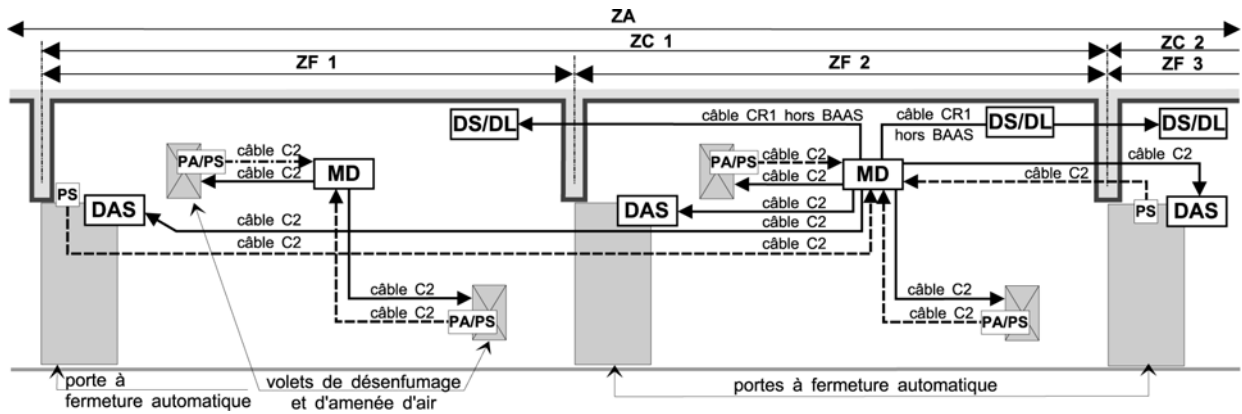 ZA
ZC 1
ZC 2
ZF 1
ZF 2
ZF 3
DS/DL
câble CR1 hors BAAS
câble CR1
hors BAAS
DS/DL
DS/DL
PA/PS
câble C2
câble C2
MD
PA/PS
câble C2
câble C2
MD
câble C2
câble C2
PS
DAS
DAS
câble C2
PS
DAS
câble C2
câble C2
câble C2
câble C2
câble C2
câble C2
PA/PS
câble C2
câble C2
PA/PS
porte à
fermeture automatique
volets de désenfumage
et d'amenée d'air
portes à fermeture automatique